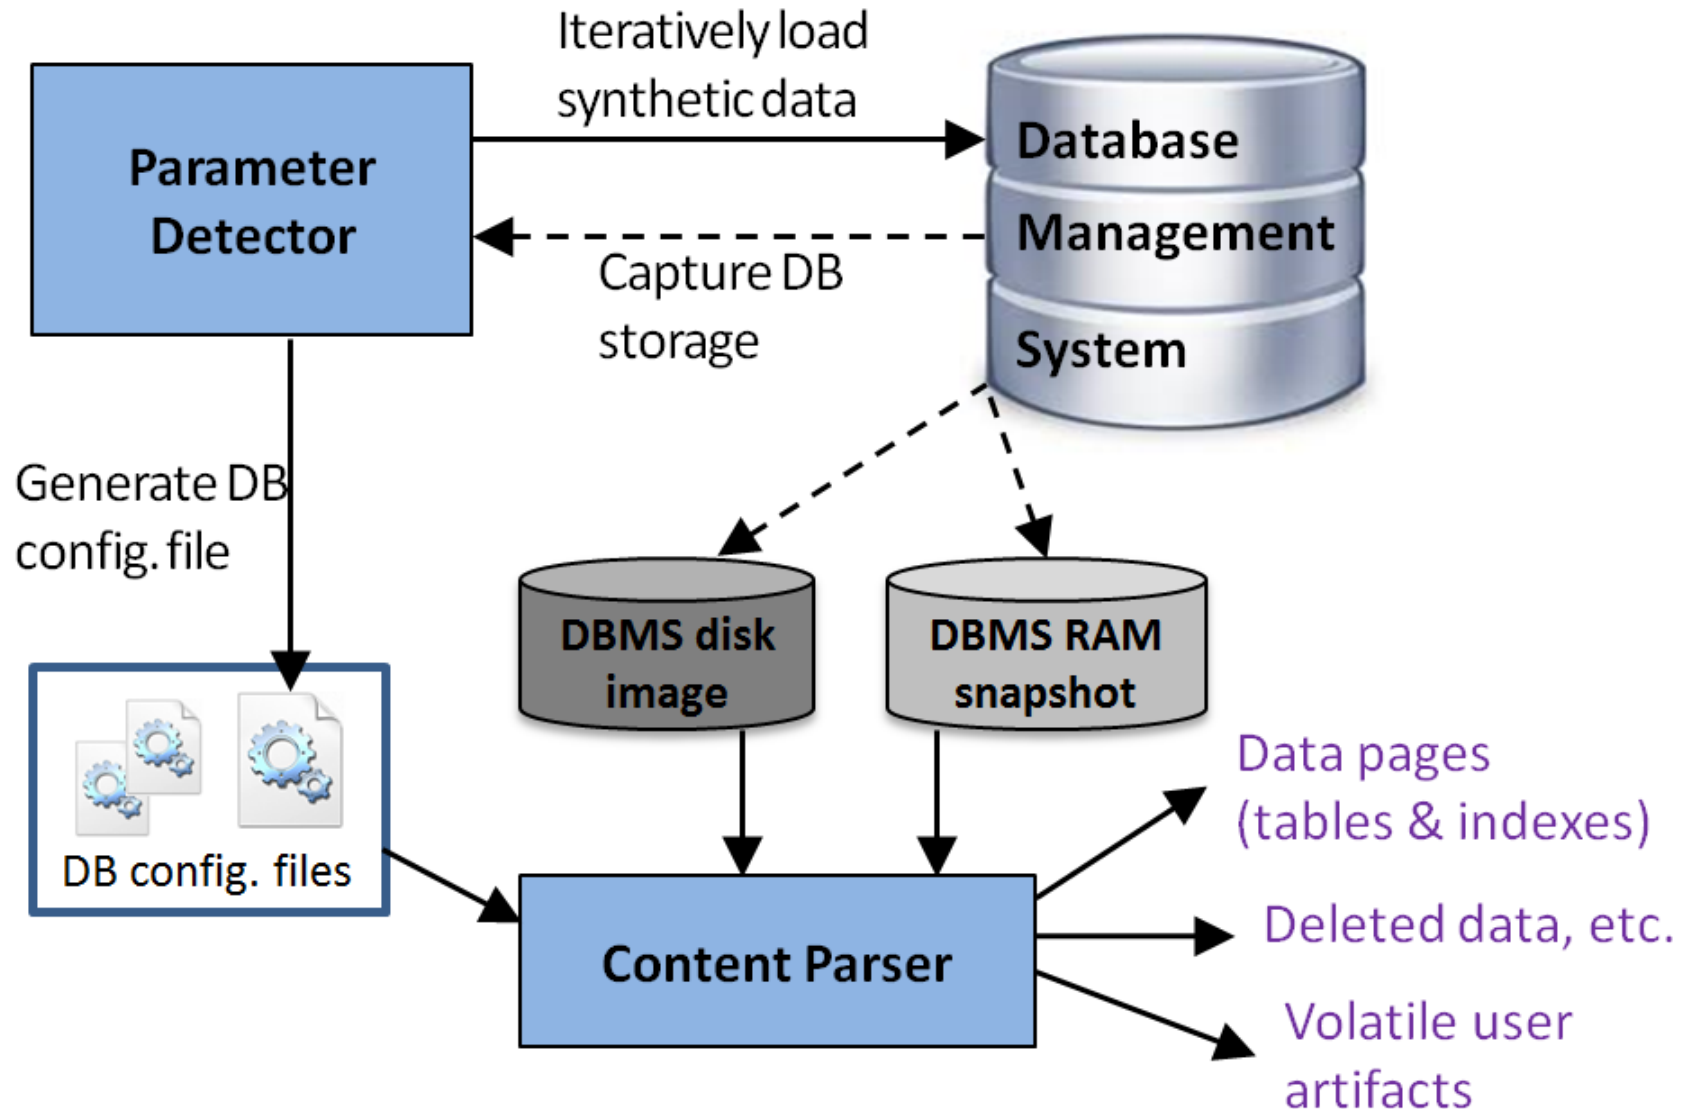 Iteratively load
synthetic data
Parameter
Detector
Database
Management
System
Capture DB
storage
Generate DB
config. file
DBMS disk
image
DBMS RAM
snapshot
DB config. files
Content Parser
Data pages
(tables & indexes)
Deleted data, etc.
Volatile user
artifacts